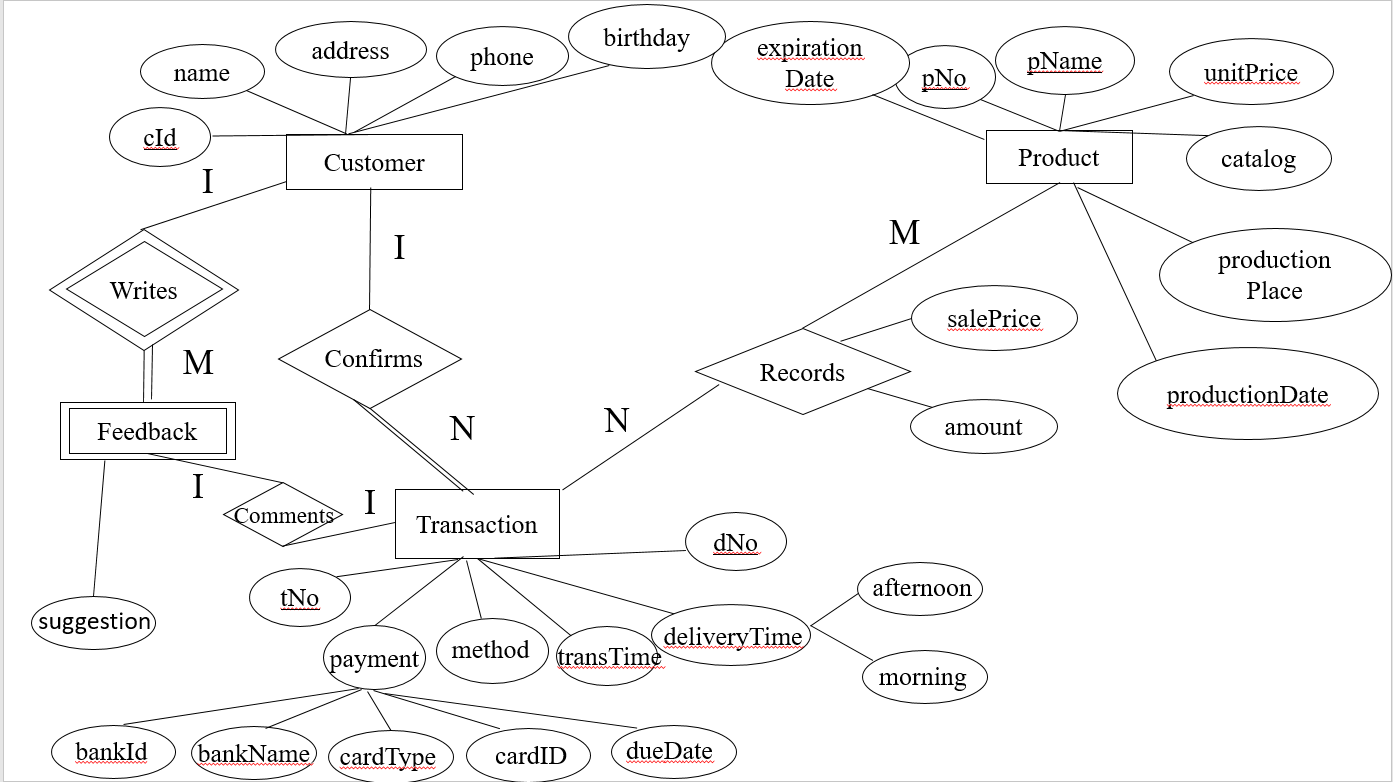 birthday
address
phone
expiration
Date
pName
name
pNo
unitPrice
cId
Customer
Product
catalog
I
M
I
production
Place
Writes
salePrice
Confirms
Records
M
productionDate
N
N
amount
Feedback
I
I
Comments
Transaction
dNo
afternoon
tNo
suggestion
deliveryTime
method
payment
transTime
morning
bankId
bankName
cardType
cardID
dueDate